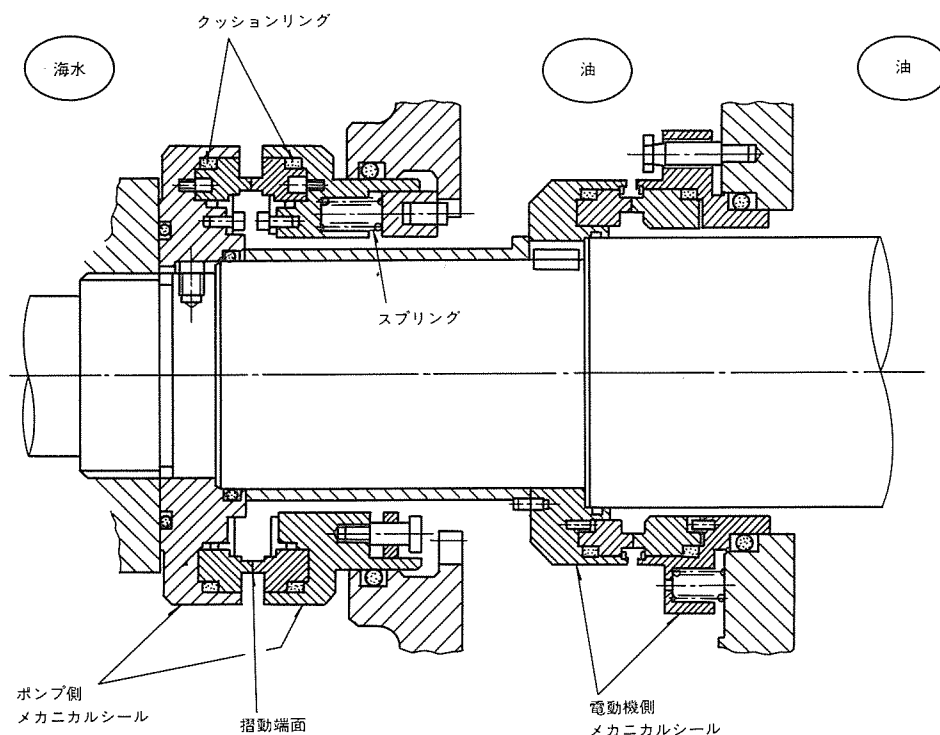 クッションリング
海水
油
油
スプリング
ポンプ側
メカニカルシール
摺動端面
電動機側
メカニカルシール